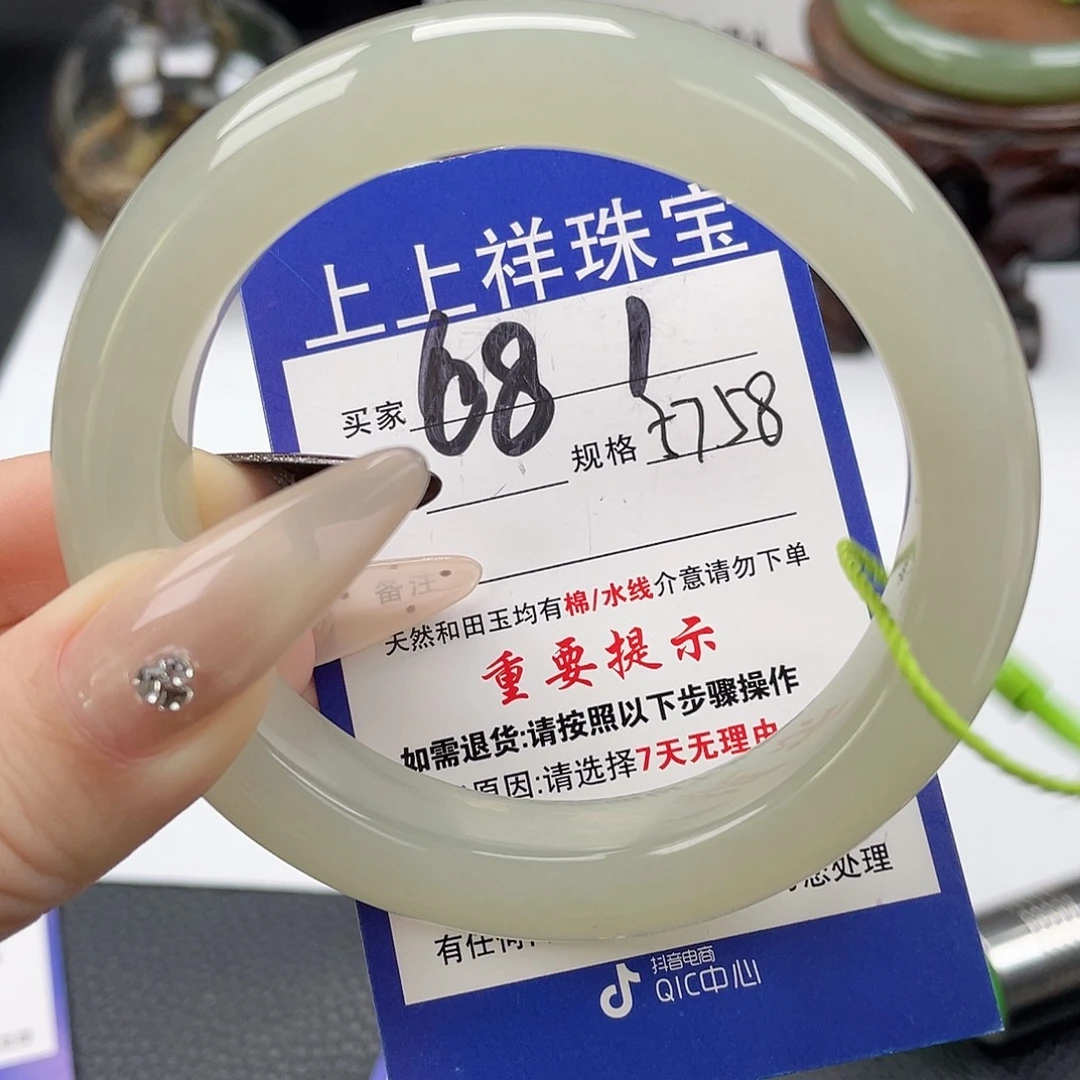 上上祥珠宝
买家 68 1
规格 58
备注
天然和田玉均有棉/水线介意请勿下单
重要提示
如需退货:请按照以下步骤操作
原因:请选择7天无理由
处理
有任何
抖音电商
QIC中心